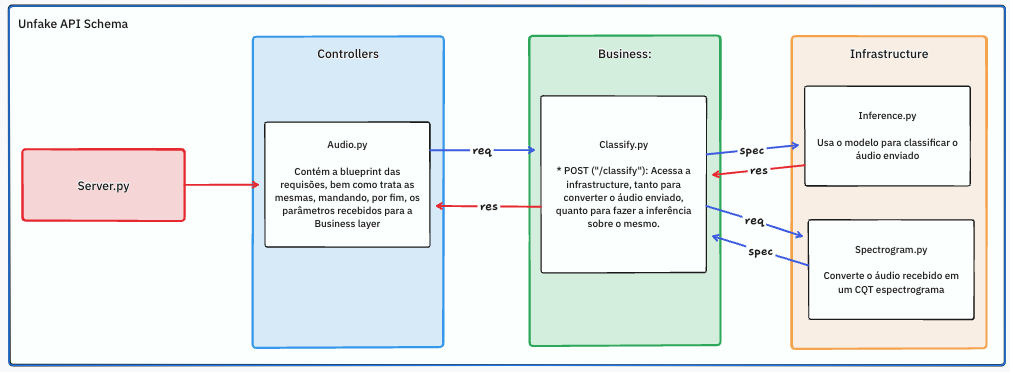 Unfake API Schema
Controllers
Business:
Infrastructure
Server.py
Audio.py
Contém a blueprint das
requisões, bem como trata as
mesmas, mandando, por fim, os
parâmetros recebidos para a
Business layer
req
res
Classify.py
* POST ("/classify"): Acessa a
infrastructure, tanto para
converter o áudio enviado,
quanto para fazer a inferência
sobre o mesmo.
spec
res
req
spec
Inference.py
Usa o modelo para classificar o
áudio enviado
Spectrogram.py
Converte o áudio recebido em
um CQT espectrograma